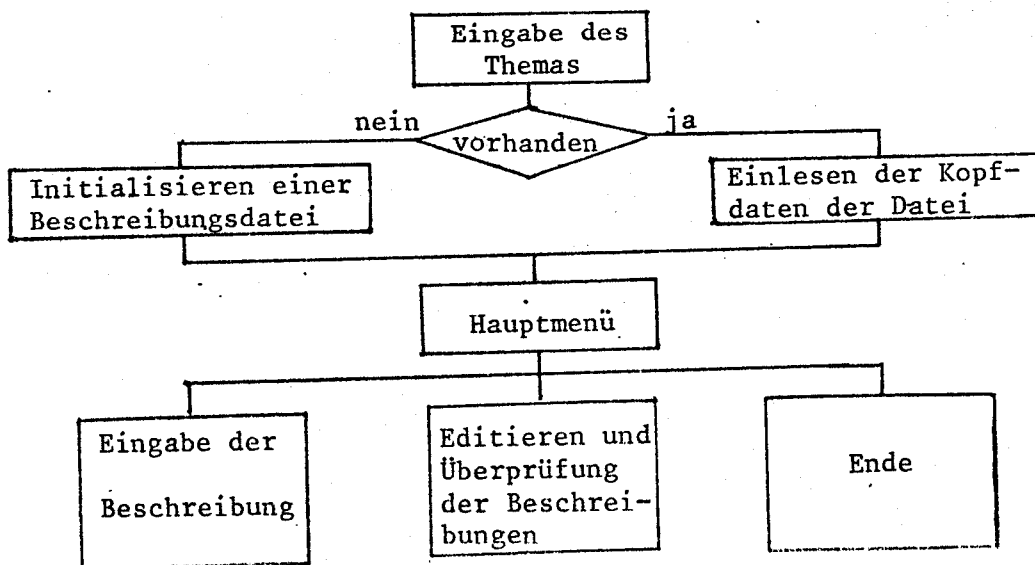 Eingabe des
Themas
nein
vorhanden
ja
Initialisieren einer
Beschreibungsdatei
Einlesen der Kopf-
daten der Datei
Hauptmenü
Eingabe der
Beschreibung
Editieren und
Überprüfung
der Beschrei-
bungen
Ende